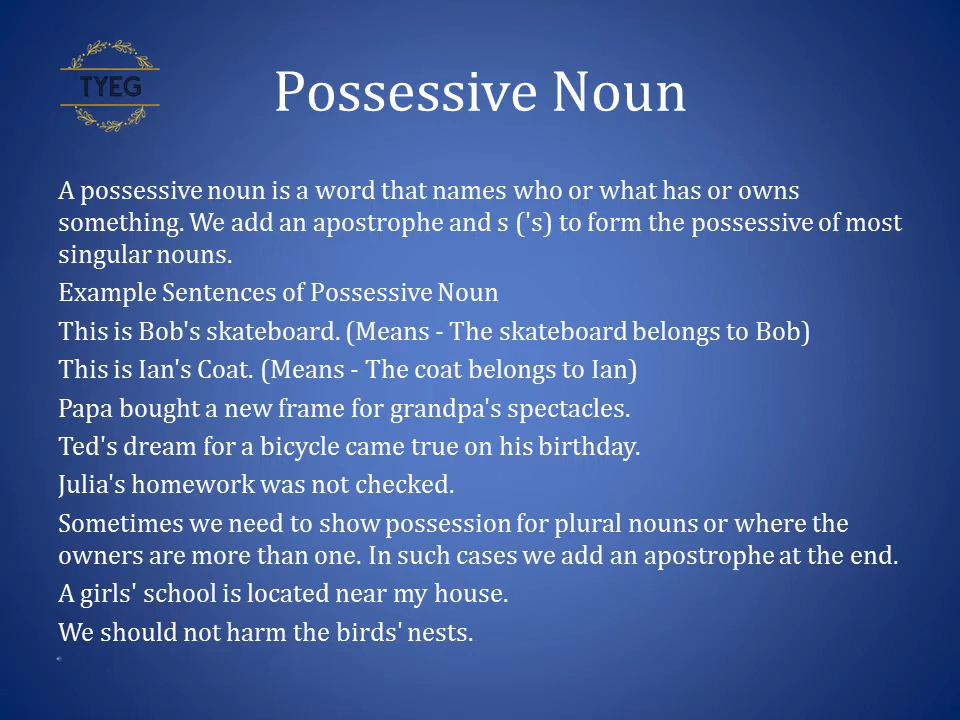 TYEG
Possessive Noun
A possessive noun is a word that names who or what has or owns
something. We add an apostrophe and s ('s) to form the possessive of most
singular nouns.
Example Sentences of Possessive Noun
This is Bob's skateboard. (Means - The skateboard belongs to Bob)
This is Ian's Coat. (Means - The coat belongs to Ian)
Papa bought a new frame for grandpa's spectacles.
Ted's dream for a bicycle came true on his birthday.
Julia's homework was not checked.
Sometimes we need to show possession for plural nouns or where the
owners are more than one. In such cases we add an apostrophe at the end.
A girls' school is located near my house.
We should not harm the birds' nests.